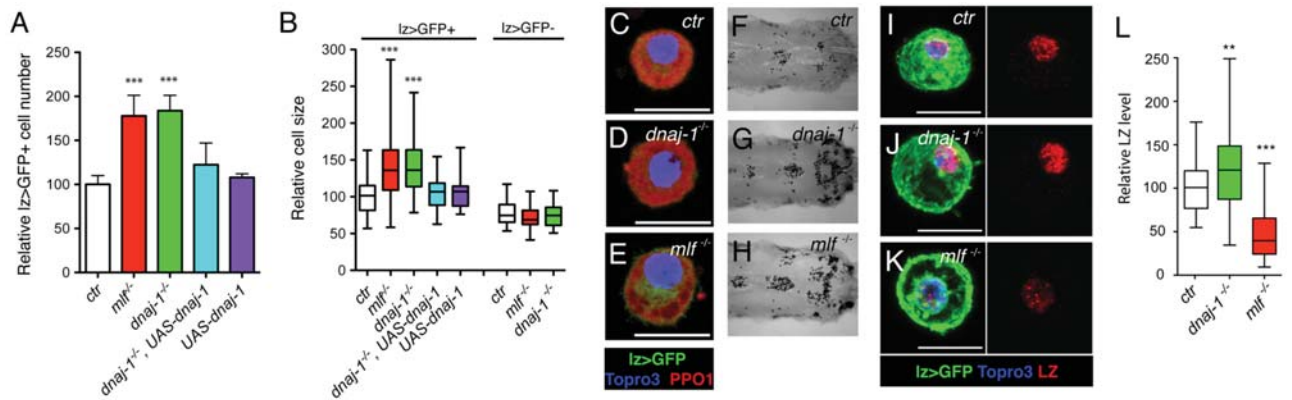 A
Relative lz>GFP+ cell number
250
200
150
100
50
0
***
***
ctr
mlf-/-
dnaj-1-/-
dnaj-1-/-, UAS-dnaj-1
UAS-dnaj-1
B
lz>GFP+
lz>GFP-
Relative cell size
300
250
200
150
100
50
0
***
***
ctr
mlf-/-
dnaj-1-/-
dnaj-1-/-, UAS-dnaj-1
UAS-dnaj-1
ctr
mlf-/-
dnaj-1-/-
C
ctr
D
dnaj-1-/-
E
mlf-/-
lz>GFP
Topro3 PPO1
F
ctr
G
dnaj-1-/-
H
mlf-/-
I
ctr
J
dnaj-1-/-
K
mlf-/-
lz>GFP Topro3 LZ
L
Relative LZ level
250
200
150
100
50
0
**
***
ctr
dnaj-1-/-
mlf-/-